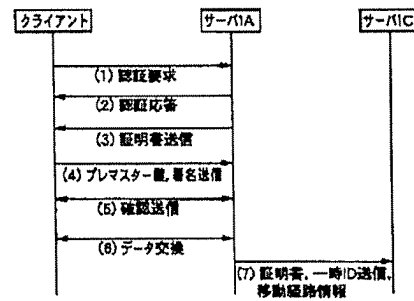 クライアント
サーバ1A
サーバ1C
(1) 認証要求
(2) 認証応答
(3) 証明書送信
(4) プレマスター鍵, 署名送信
(5) 確認送信
(6) データ交換
(7) 証明書, 一時ID送信,
移動経路情報